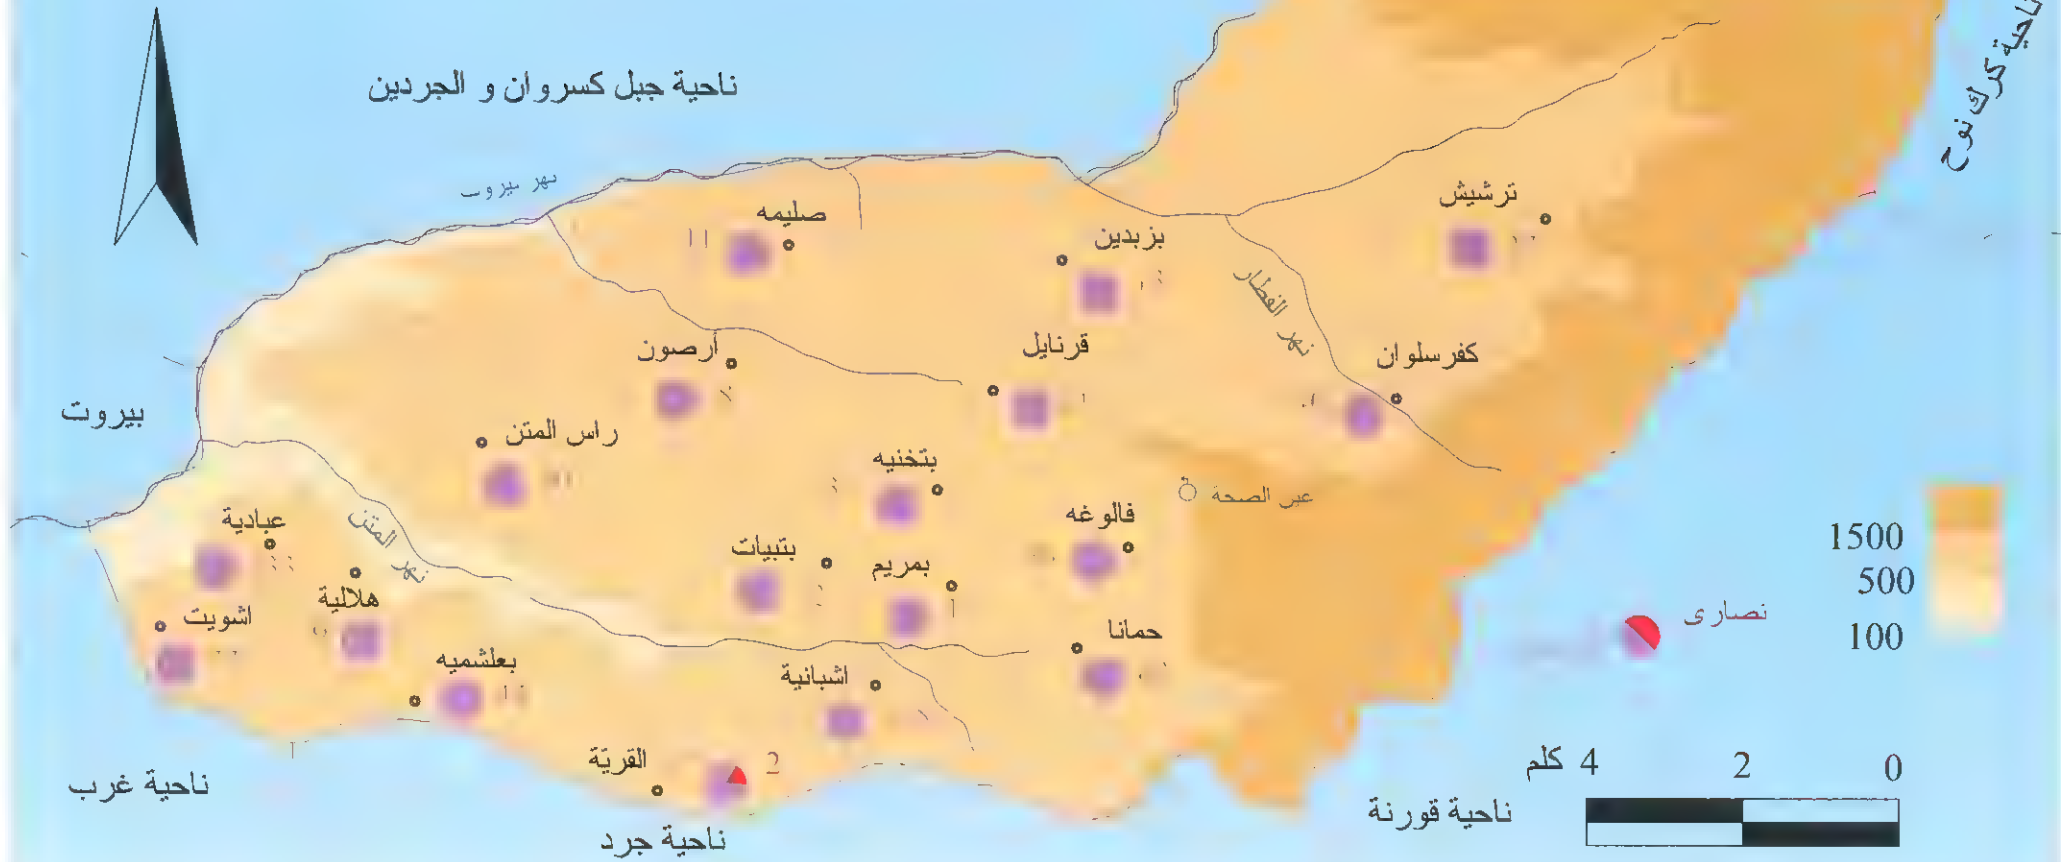 ناحية كرك نوح
ناحية جبل كسروان و الجردين
نهر بيروت
ترشيش
صليمه
11
بزبدين
نهر
أرصون
قرنايل
كفرسلوان
بيروت
راس المتن
بتخنيه
عين الصحة
فالوغه
عبادية
نهر المتن
بتبيات
بمريم
هلالية
اشويت
حمانا
بعلشميه
اشبانية
القريّة
2
نصارى
1500
500
100
ناحية غرب
ناحية جرد
ناحية قورنة
4 كلم
2
0